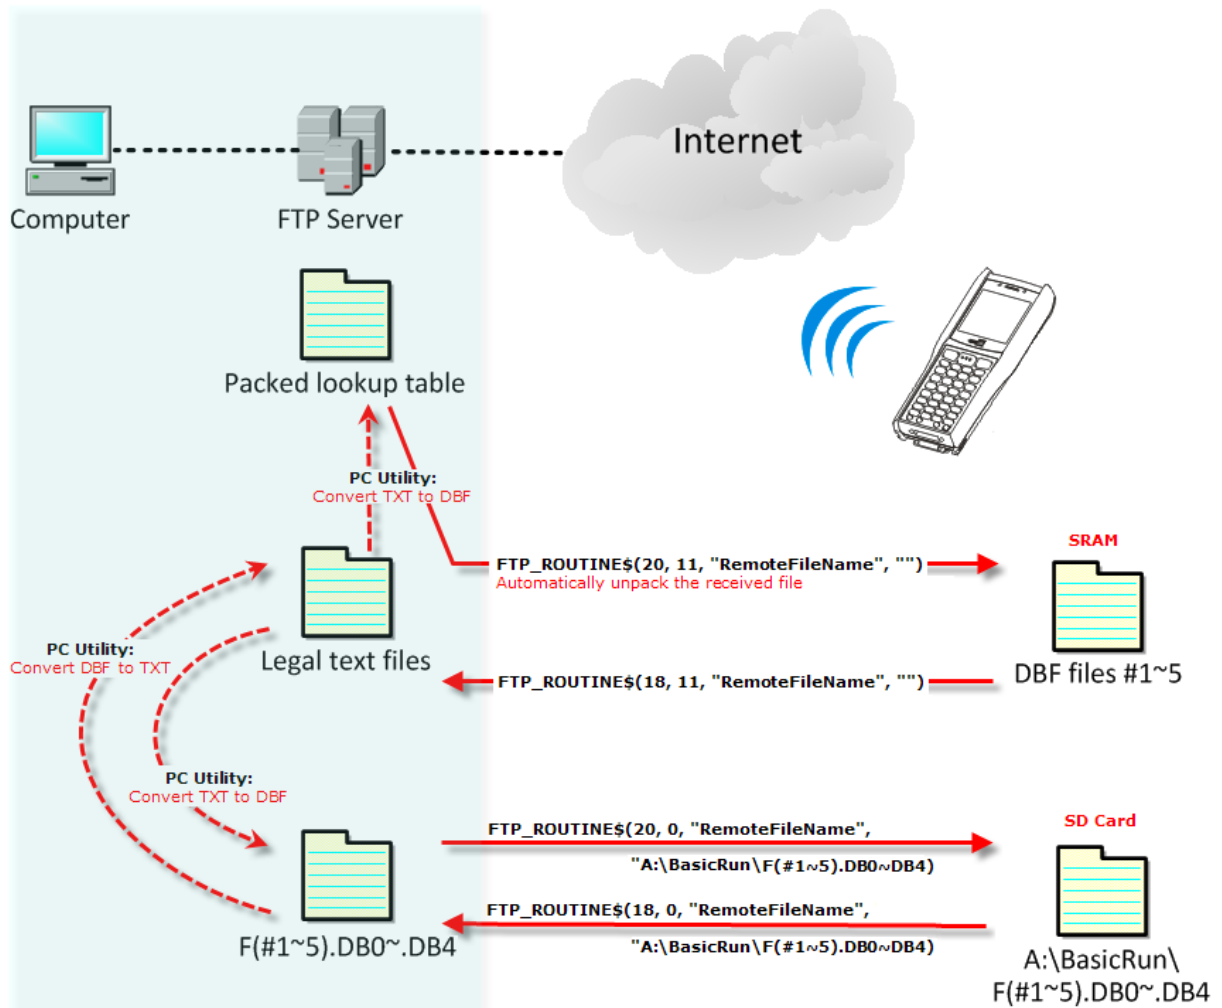 Internet
Computer
FTP Server
Packed lookup table
PC Utility:
Convert TXT to DBF
SRAM
FTP_ROUTINE$(20, 11, "RemoteFileName", "")
Automatically unpack the received file
PC Utility:
Convert DBF to TXT
Legal text files
DBF files #1~5
FTP_ROUTINE$(18, 11, "RemoteFileName", "")
PC Utility:
Convert TXT to DBF
FTP_ROUTINE$(20, 0, "RemoteFileName",
"A:\BasicRun\F(#1~5).DB0~DB4)
SD Card
FTP_ROUTINE$(18, 0, "RemoteFileName",
"A:\BasicRun\F(#1~5).DB0~DB4)
F(#1~5).DB0~.DB4
A:\BasicRun\
F(#1~5).DB0~.DB4